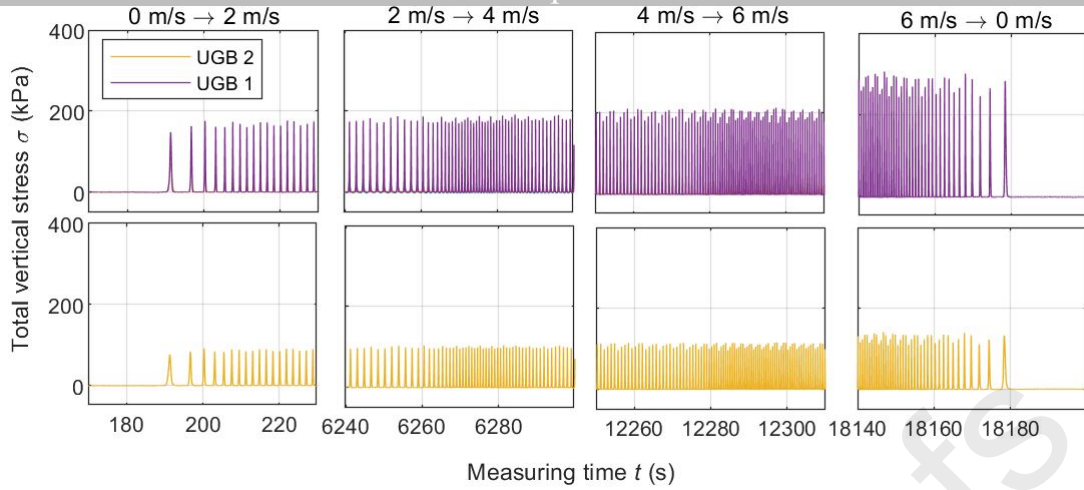 0 m/s → 2 m/s
2 m/s → 4 m/s
4 m/s → 6 m/s
6 m/s → 0 m/s
UGB 2
UGB 1
Total vertical stress σ (kPa)
400
200
0
400
200
0
180 200 220
6240 6260 6280
12260 12280 12300
18140 18160 18180
Measuring time t (s)
fs